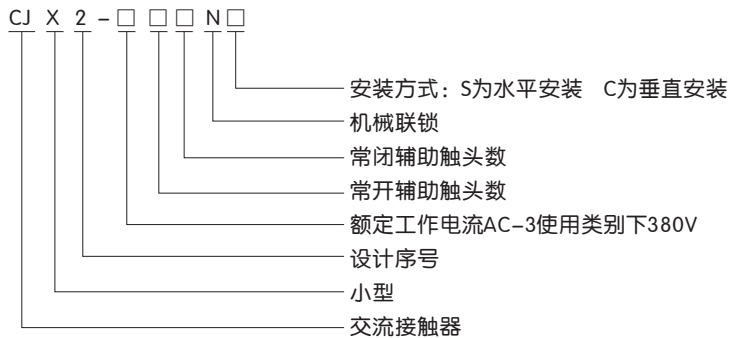 CJ X 2 – □ □ □ N □
安装方式：S为水平安装　C为垂直安装
机械联锁
常闭辅助触头数
常开辅助触头数
额定工作电流AC–3使用类别下380V
设计序号
小型
交流接触器